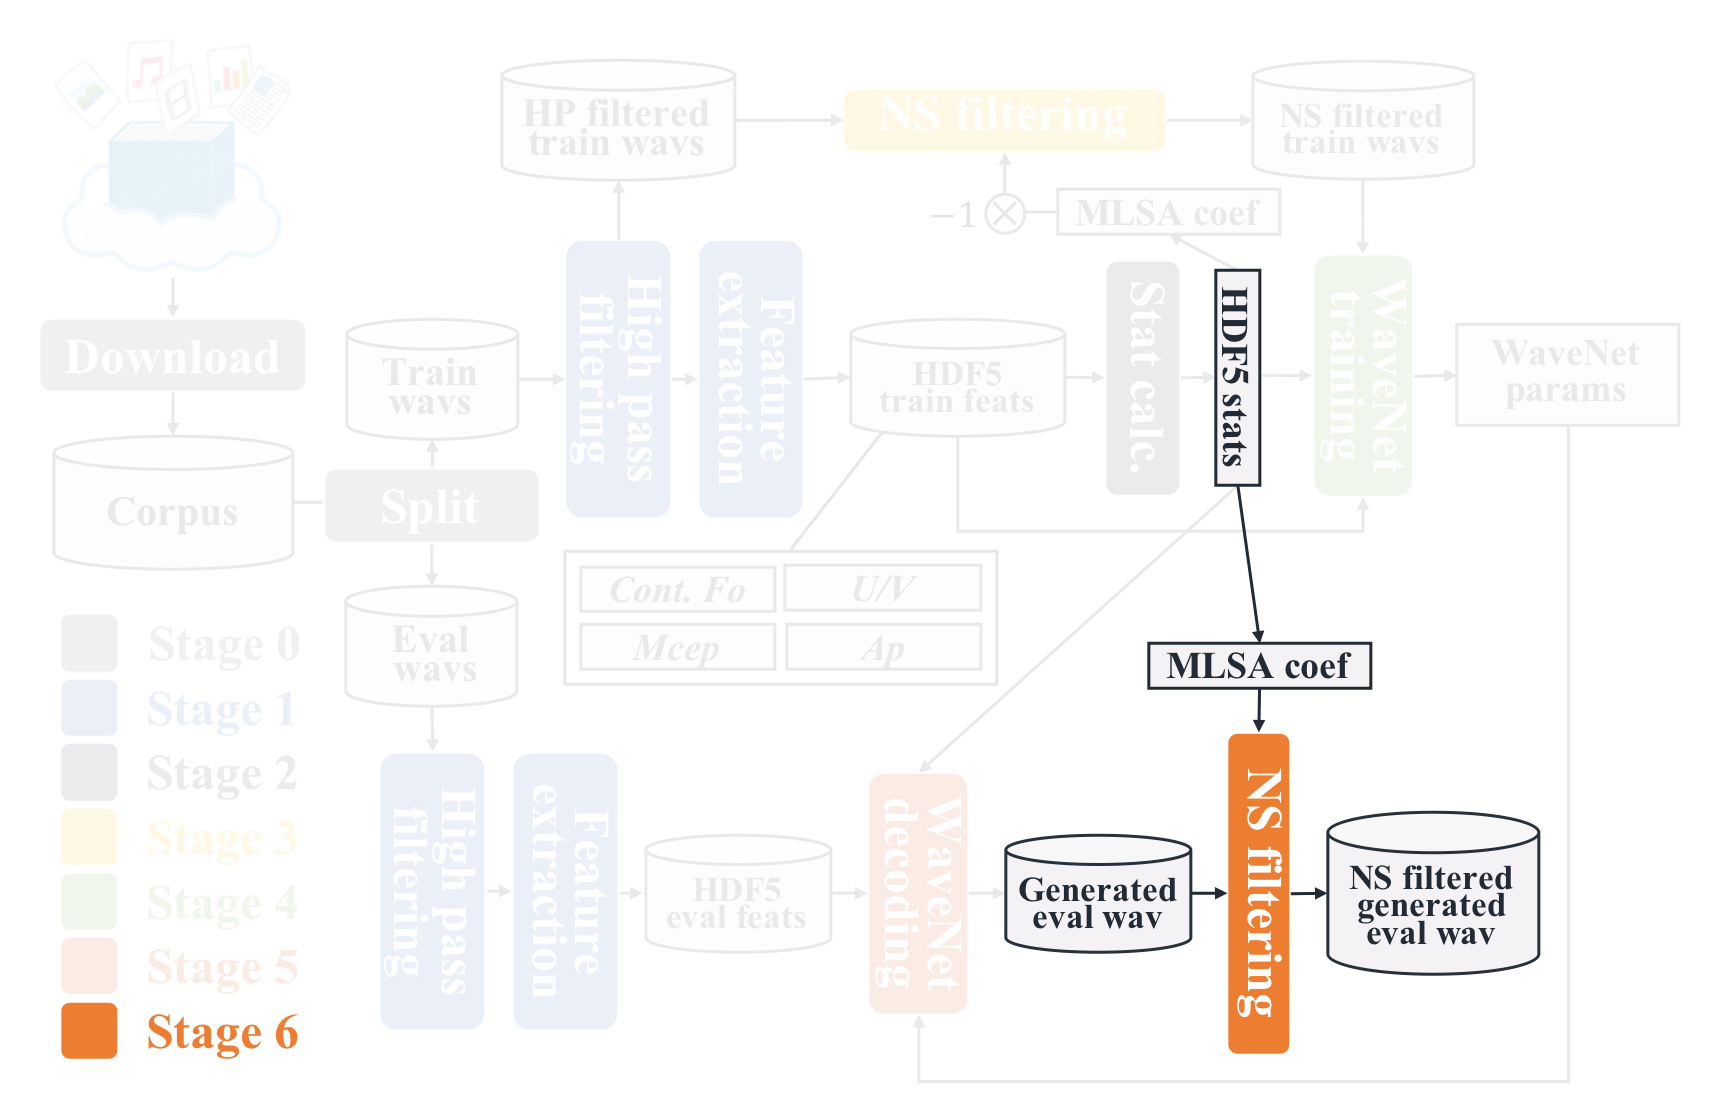 HP filtered
train wavs
NS filtering
NS filtered
train wavs
−1
MLSA coef
Download
Train
wavs
High pass
filtering
Feature
extraction
HDF5
train feats
Stat calc.
HDF5 stats
WaveNet
training
WaveNet
params
Corpus
Split
Cont. Fo
U/V
Mcep
Ap
Eval
wavs
MLSA coef
High pass
filtering
Feature
extraction
HDF5
eval feats
WaveNet
decoding
Generated
eval wav
NS filtering
NS filtered
generated
eval wav
Stage 0
Stage 1
Stage 2
Stage 3
Stage 4
Stage 5
Stage 6